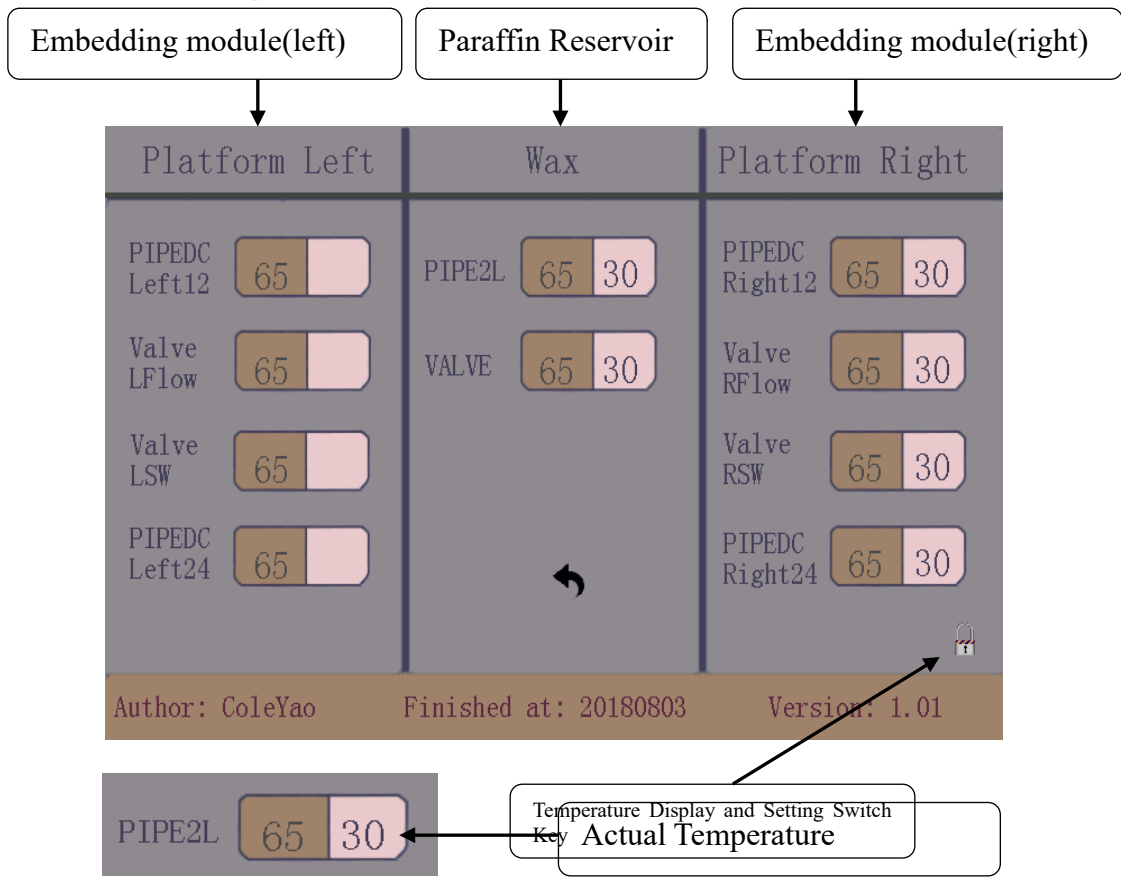 Embedding module(left)
Paraffin Reservoir
Embedding module(right)
Platform Left
Wax
Platform Right
PIPEDC
Left12
65
Valve
LFlow
65
Valve
LSW
65
PIPEDC
Left24
65
PIPE2L
65 30
VALVE
65 30
PIPEDC
Right12
65 30
Valve
RFlow
65 30
Valve
RSW
65 30
PIPEDC
Right24
65 30
Author: ColeYao
Finished at: 20180803
Version: 1.01
PIPE2L
65 30
Temperature Display and Setting Switch
Key
Actual Temperature